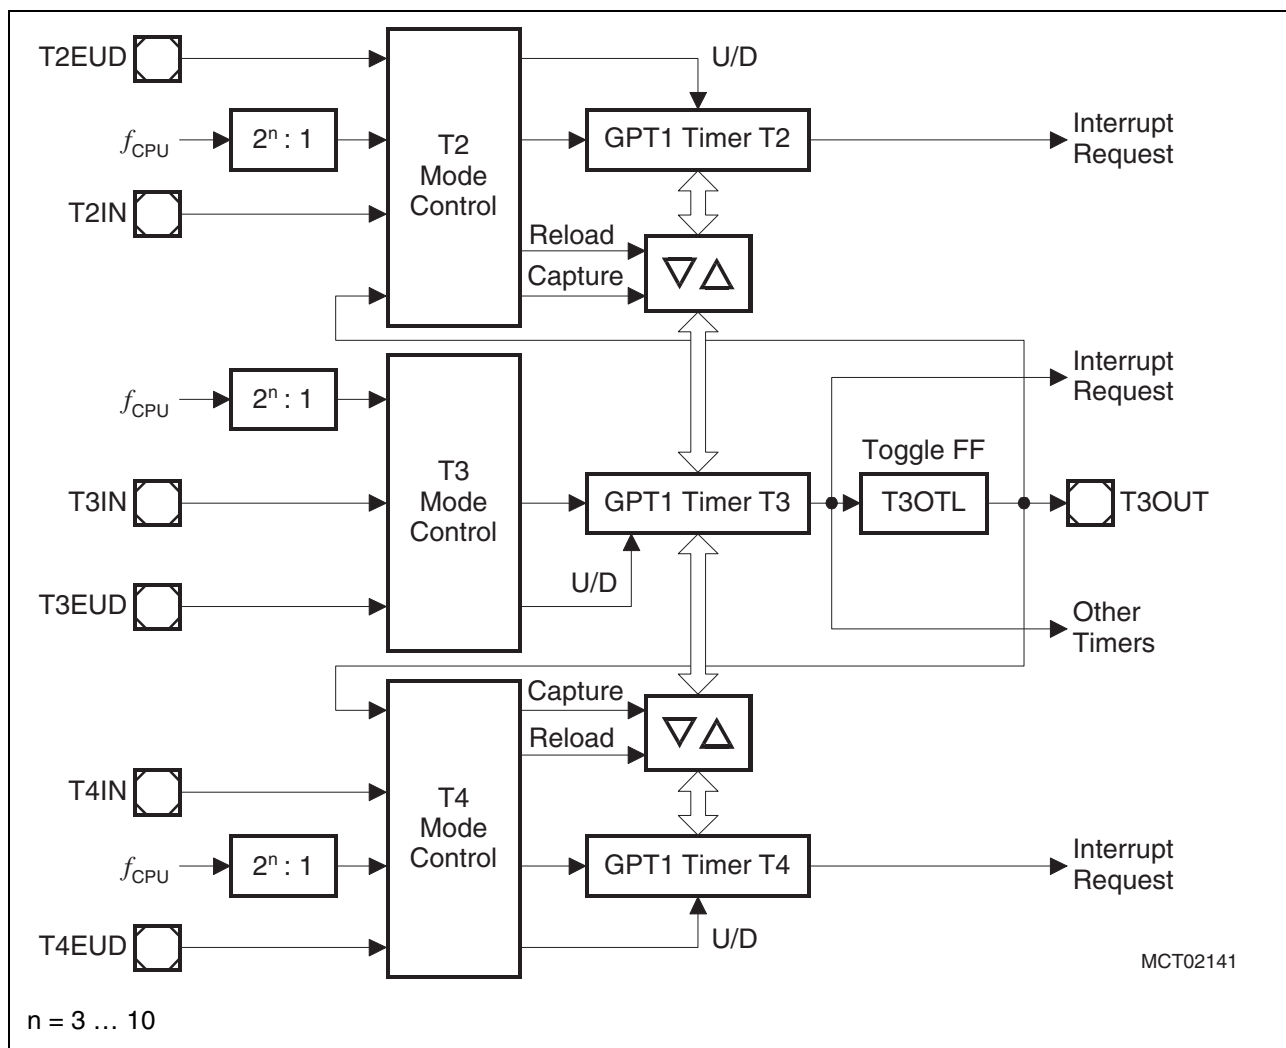 T2EUD
U/D
fCPU
2ⁿ : 1
T2
Mode
Control
GPT1 Timer T2
Interrupt
Request
T2IN
Reload
Capture
fCPU
2ⁿ : 1
Interrupt
Request
T3
Mode
Control
Toggle FF
T3IN
GPT1 Timer T3
T3OTL
T3OUT
T3EUD
U/D
Other
Timers
Capture
Reload
T4IN
T4
Mode
Control
fCPU
2ⁿ : 1
GPT1 Timer T4
Interrupt
Request
T4EUD
U/D
MCT02141
n = 3 … 10